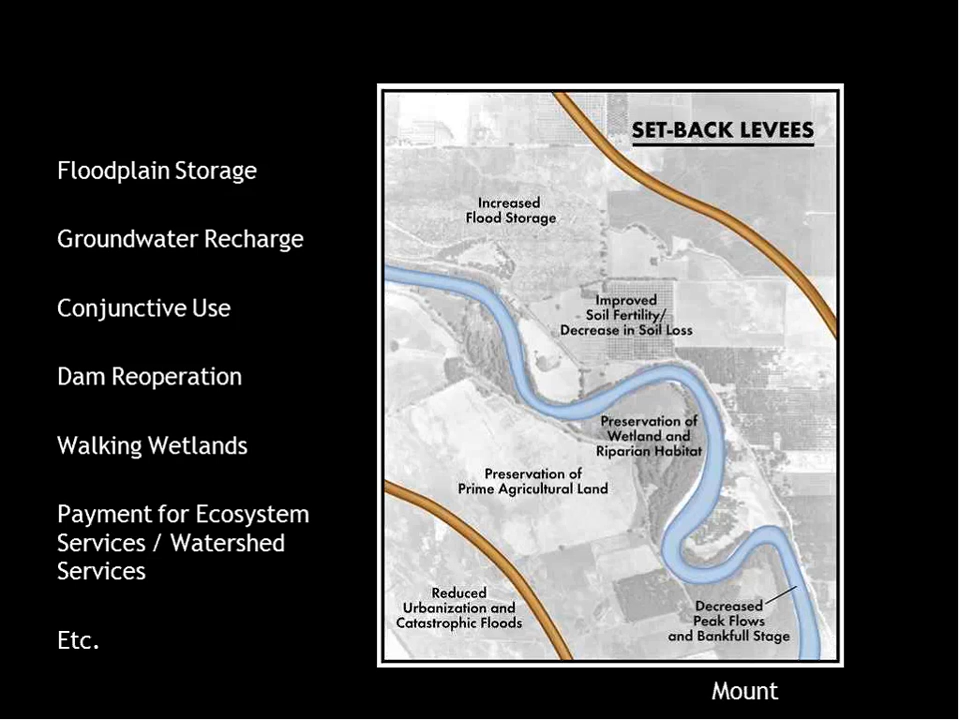 Floodplain Storage
Groundwater Recharge
Conjunctive Use
Dam Reoperation
Walking Wetlands
Payment for Ecosystem
Services / Watershed
Services
Etc.
SET-BACK LEVEES
Increased
Flood Storage
Improved
Soil Fertility/
Decrease in Soil Loss
Preservation of
Wetland and
Riparian Habitat
Preservation of
Prime Agricultural Land
Reduced
Urbanization and
Catastrophic Floods
Decreased
Peak Flows
and Bankfull Stage
Mount